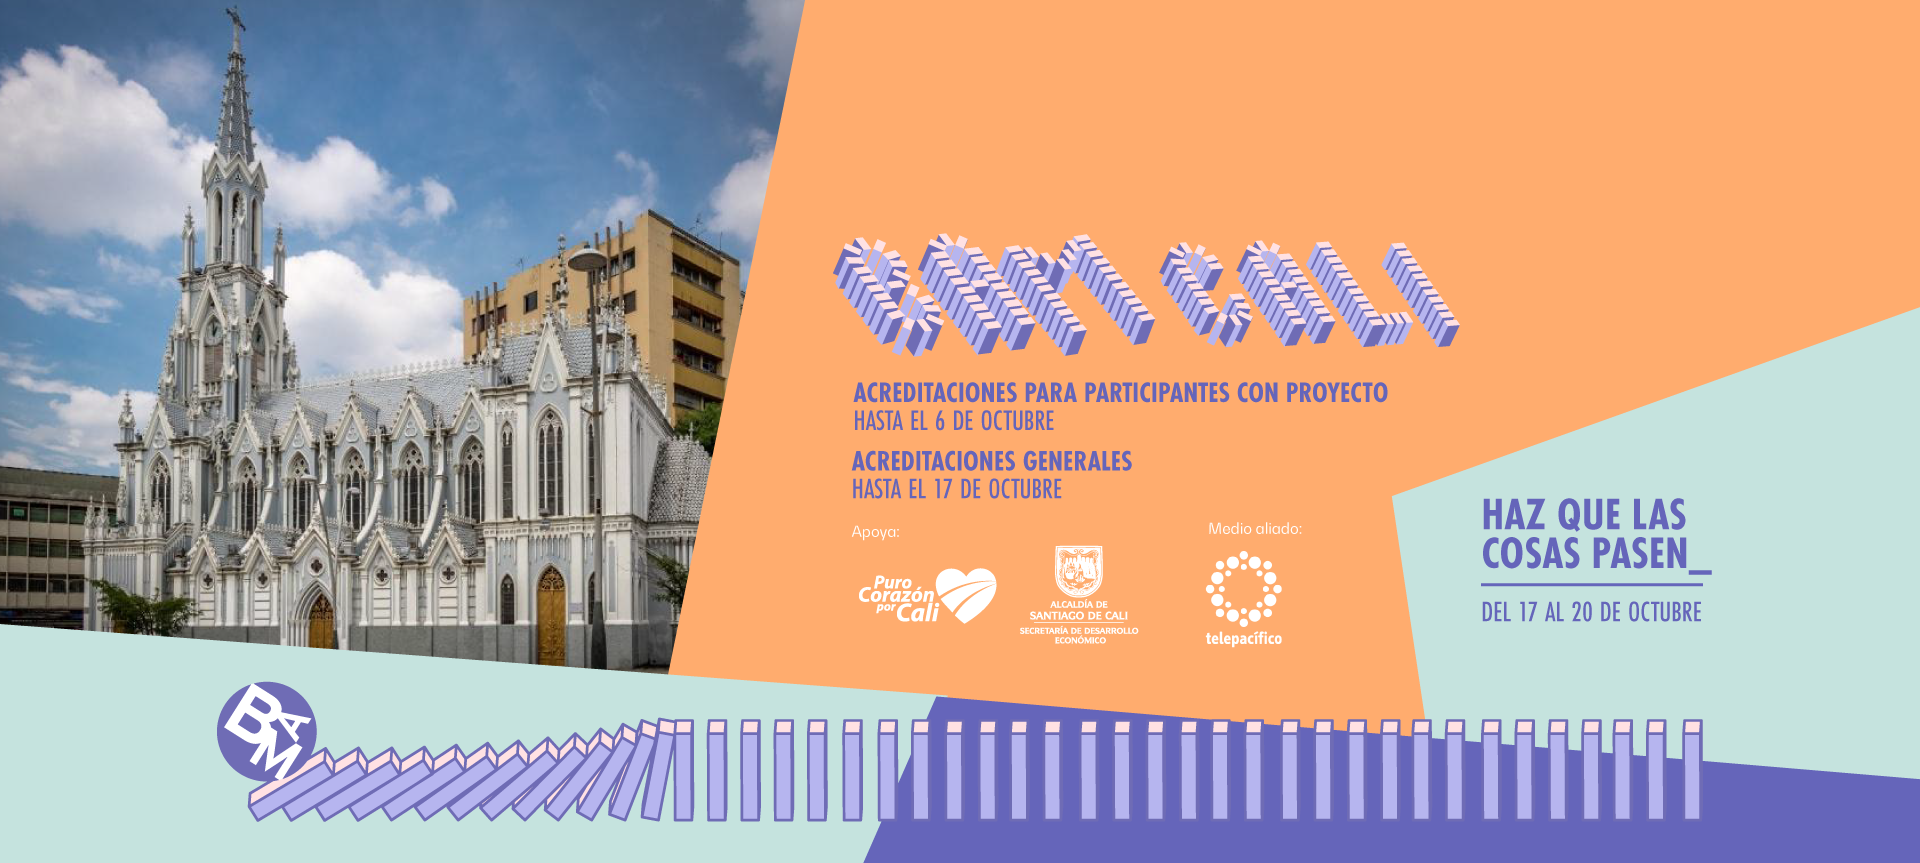 BAM CALI
ACREDITACIONES PARA PARTICIPANTES CON PROYECTO
HASTA EL 6 DE OCTUBRE
ACREDITACIONES GENERALES
HASTA EL 17 DE OCTUBRE
Apoya:
Puro
Corazón
por Cali
ALCALDÍA DE
SANTIAGO DE CALI
SECRETARÍA DE DESARROLLO
ECONÓMICO
Medio aliado:
telepacífico
HAZ QUE LAS
COSAS PASEN_
DEL 17 AL 20 DE OCTUBRE
BAM